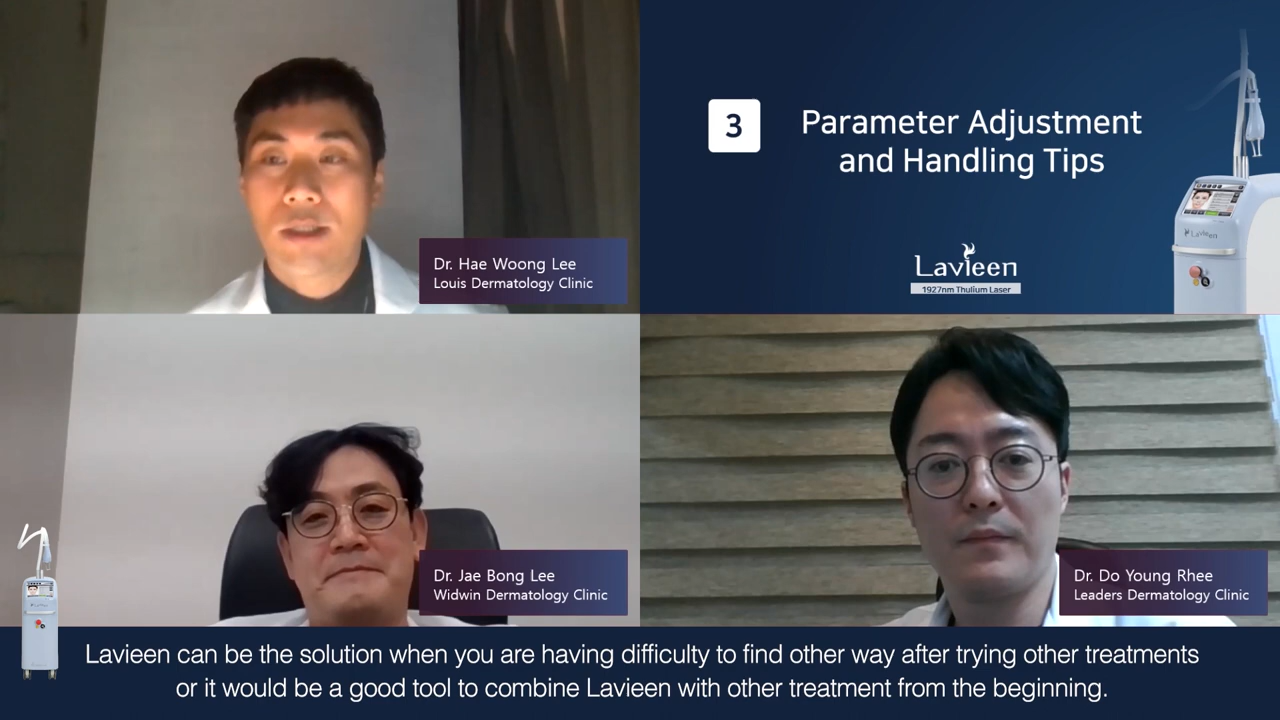 3
Parameter Adjustment
and Handling Tips
Lavieen
1927nm Thulium Laser
Lavieen
Dr. Hae Woong Lee
Louis Dermatology Clinic
Dr. Jae Bong Lee
Widwin Dermatology Clinic
Dr. Do Young Rhee
Leaders Dermatology Clinic
Lavieen can be the solution when you are having difficulty to find other way after trying other treatments
or it would be a good tool to combine Lavieen with other treatment from the beginning.